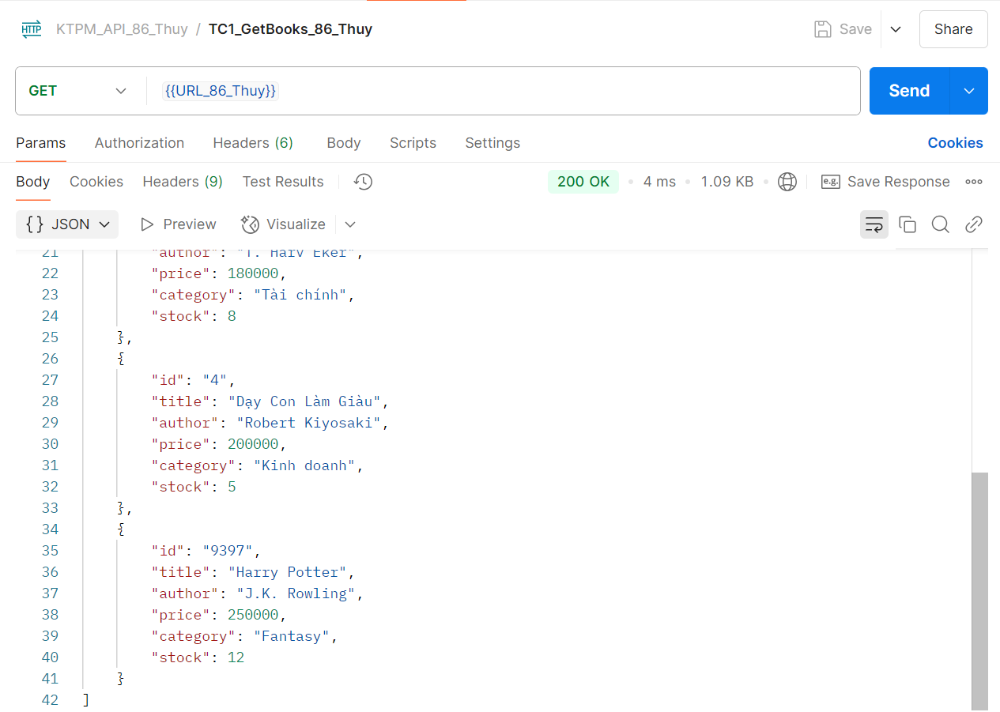 HTTP KTPM_API_86_Thuy / TC1_GetBooks_86_Thuy Save Share
GET {{URL_86_Thuy}} Send
Params Authorization Headers (6) Body Scripts Settings Cookies
Body Cookies Headers (9) Test Results 200 OK 4 ms 1.09 KB e.g. Save Response
{} JSON Preview Visualize
21 "author": "T. Harv Eker",
22 "price": 180000,
23 "category": "Tài chính",
24 "stock": 8
25 },
26 {
27 "id": "4",
28 "title": "Dạy Con Làm Giàu",
29 "author": "Robert Kiyosaki",
30 "price": 200000,
31 "category": "Kinh doanh",
32 "stock": 5
33 },
34 {
35 "id": "9397",
36 "title": "Harry Potter",
37 "author": "J.K. Rowling",
38 "price": 250000,
39 "category": "Fantasy",
40 "stock": 12
41 }
42 ]